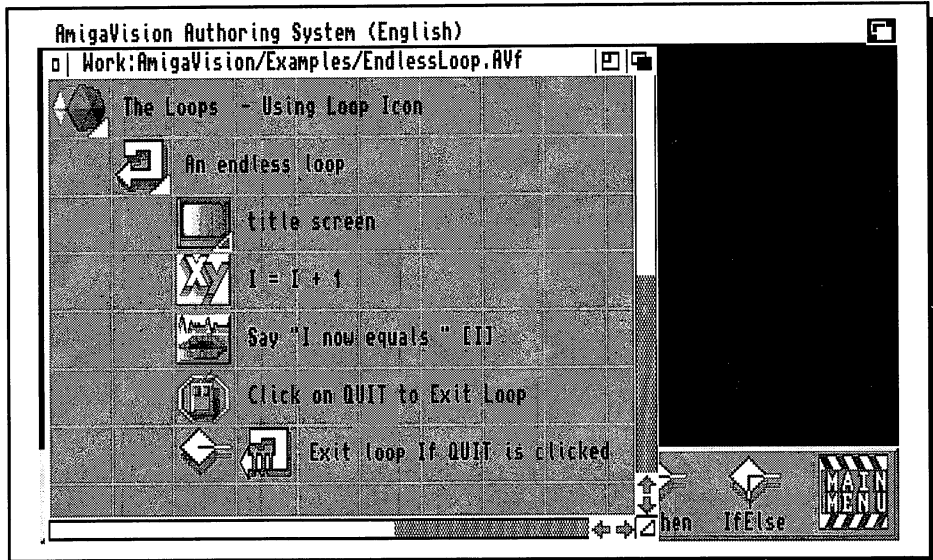 AmigaVision Authoring System (English)
Work:AmigaVision/Examples/EndlessLoop.AVf
The Loops - Using Loop Icon
An endless loop
title screen
Xy I = I + 1
Say "I now equals " [I]
Click on QUIT to Exit Loop
Exit loop If QUIT is clicked
hen IfElse
MAIN
MENU